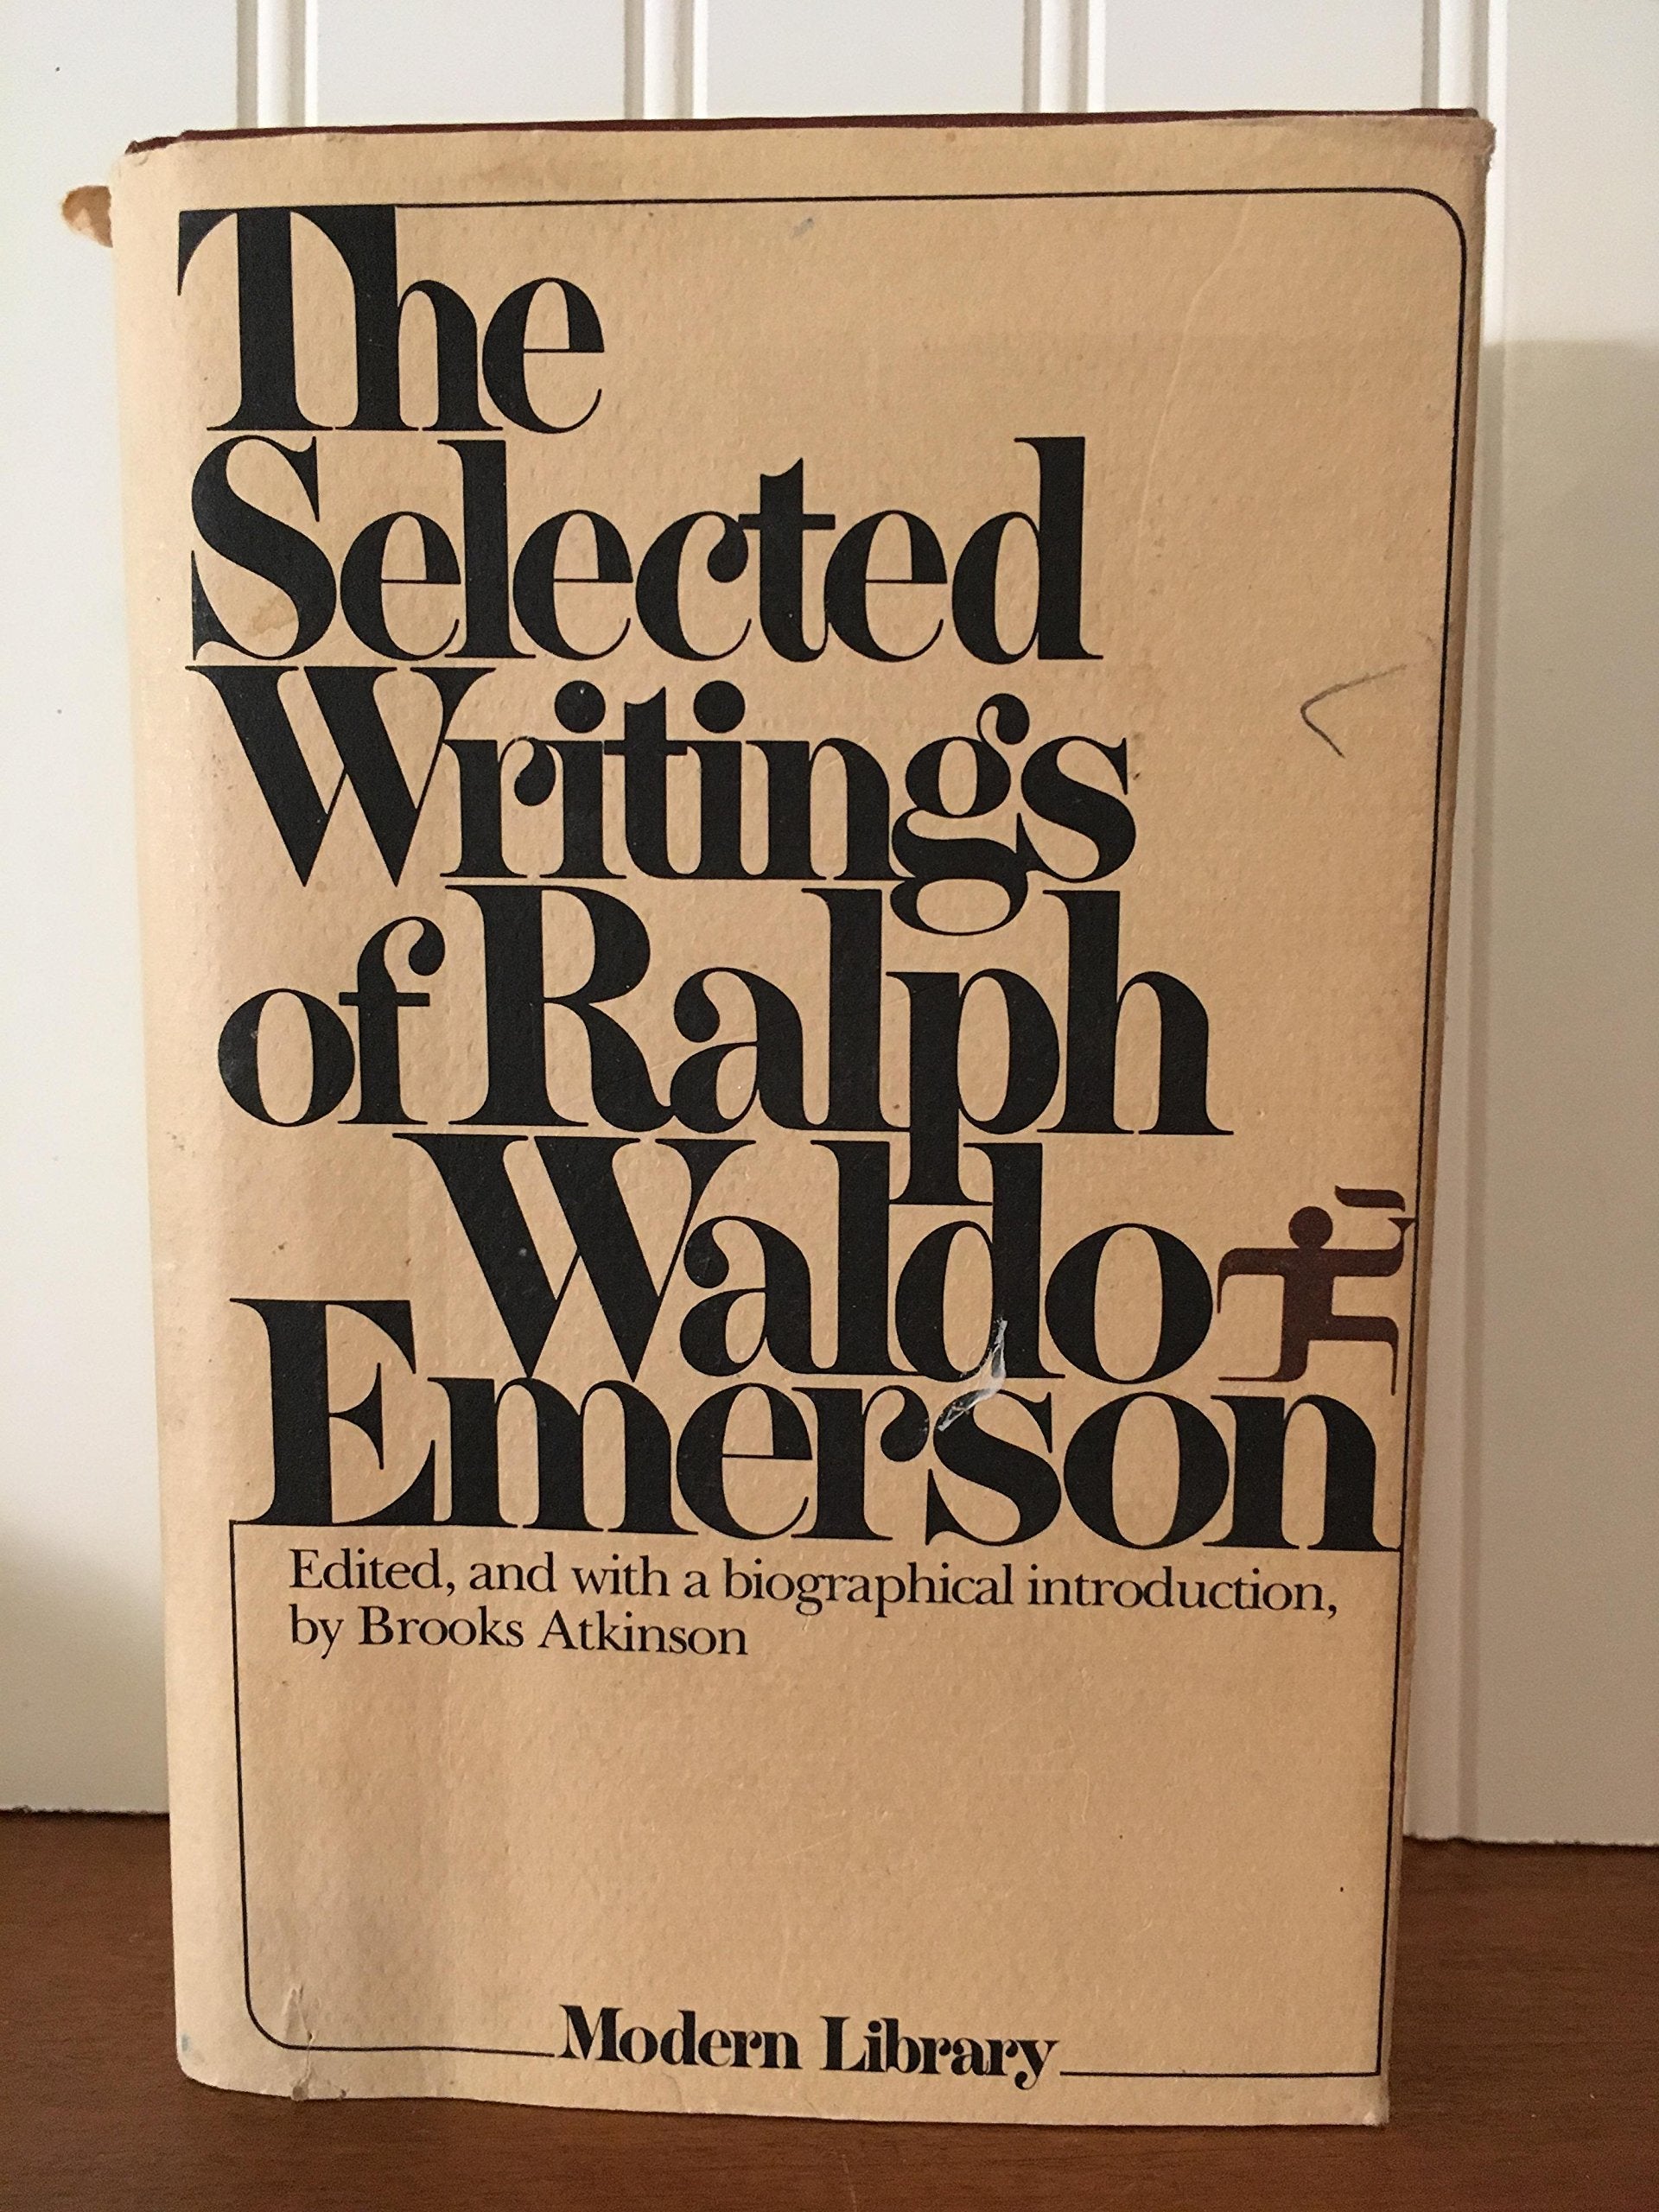 The
Selected
Writings
of Ralph
Waldo
Emerson
Edited, and with a biographical introduction,
by Brooks Atkinson
Modern Library